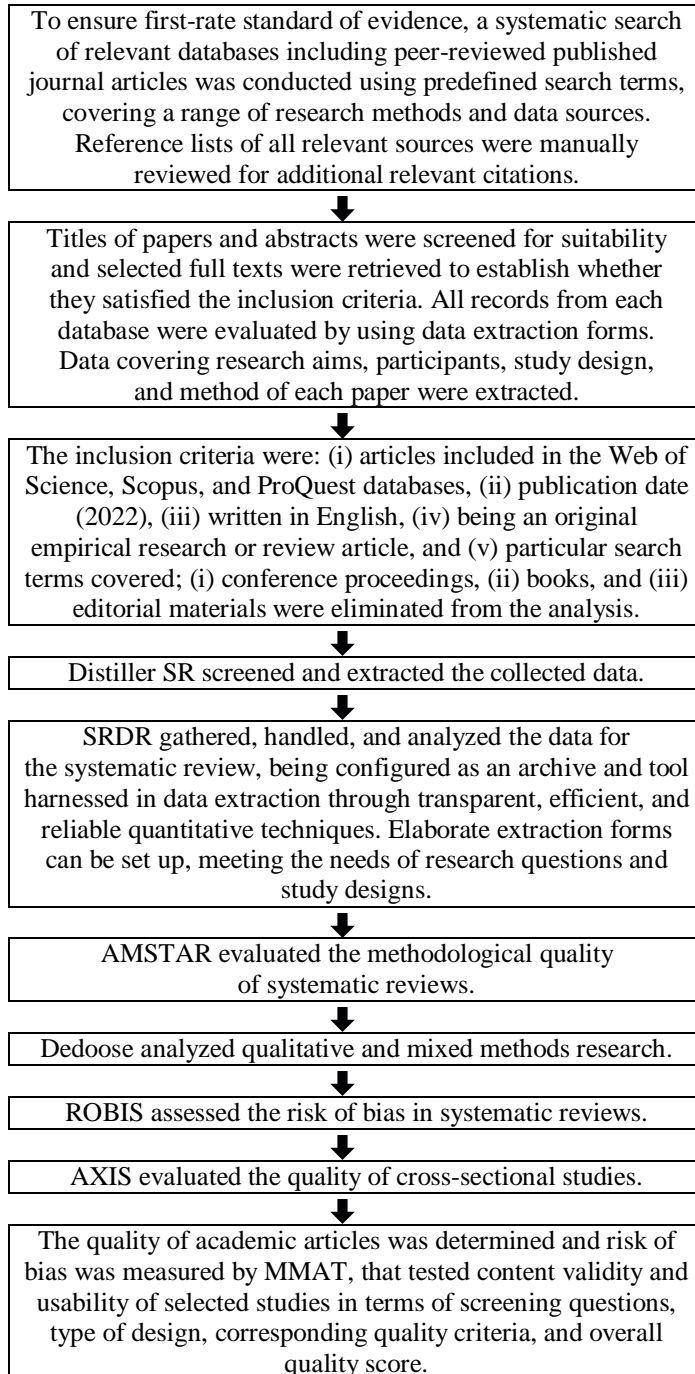 To ensure first-rate standard of evidence, a systematic search
of relevant databases including peer-reviewed published
journal articles was conducted using predefined search terms,
covering a range of research methods and data sources.
Reference lists of all relevant sources were manually
reviewed for additional relevant citations.
Titles of papers and abstracts were screened for suitability
and selected full texts were retrieved to establish whether
they satisfied the inclusion criteria. All records from each
database were evaluated by using data extraction forms.
Data covering research aims, participants, study design,
and method of each paper were extracted.
The inclusion criteria were: (i) articles included in the Web of
Science, Scopus, and ProQuest databases, (ii) publication date
(2022), (iii) written in English, (iv) being an original
empirical research or review article, and (v) particular search
terms covered; (i) conference proceedings, (ii) books, and (iii)
editorial materials were eliminated from the analysis.
Distiller SR screened and extracted the collected data.
SRDR gathered, handled, and analyzed the data for
the systematic review, being configured as an archive and tool
harnessed in data extraction through transparent, efficient, and
reliable quantitative techniques. Elaborate extraction forms
can be set up, meeting the needs of research questions and
study designs.
AMSTAR evaluated the methodological quality
of systematic reviews.
Dedoose analyzed qualitative and mixed methods research.
ROBIS assessed the risk of bias in systematic reviews.
AXIS evaluated the quality of cross-sectional studies.
The quality of academic articles was determined and risk of
bias was measured by MMAT, that tested content validity and
usability of selected studies in terms of screening questions,
type of design, corresponding quality criteria, and overall
quality score.